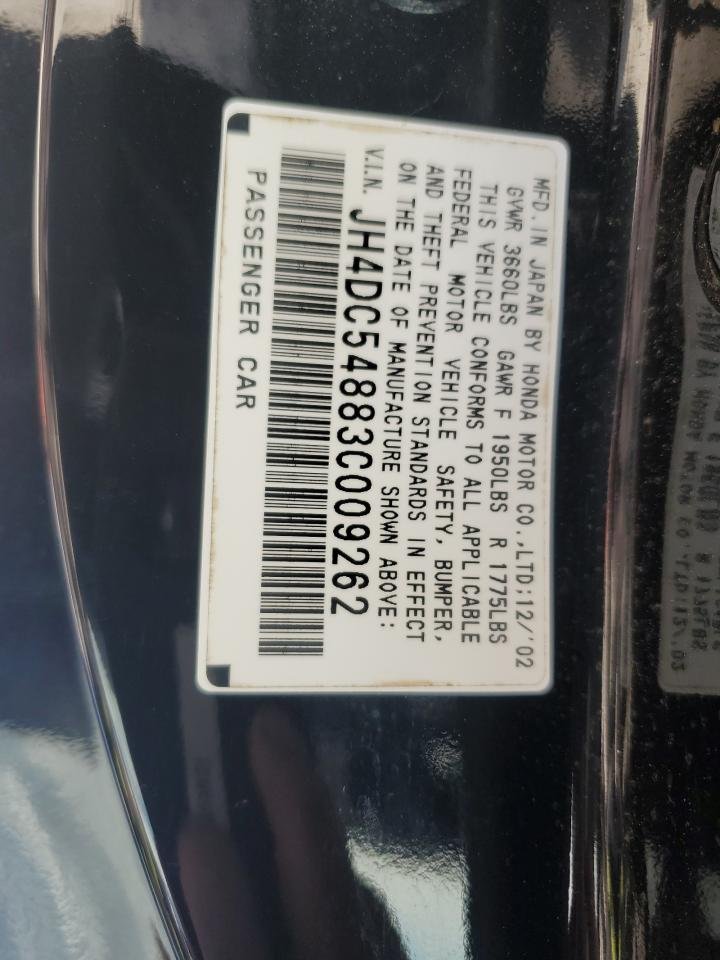 MFD. IN JAPAN BY HONDA MOTOR CO.,LTD:12/'02
GVWR 3660LBS GAWR F 1950LBS R 1775LBS
THIS VEHICLE CONFORMS TO ALL APPLICABLE
FEDERAL MOTOR VEHICLE SAFETY, BUMPER,
AND THEFT PREVENTION STANDARDS IN EFFECT
ON THE DATE OF MANUFACTURE SHOWN ABOVE:
V.I.N. JH4DC54883C009262
PASSENGER CAR